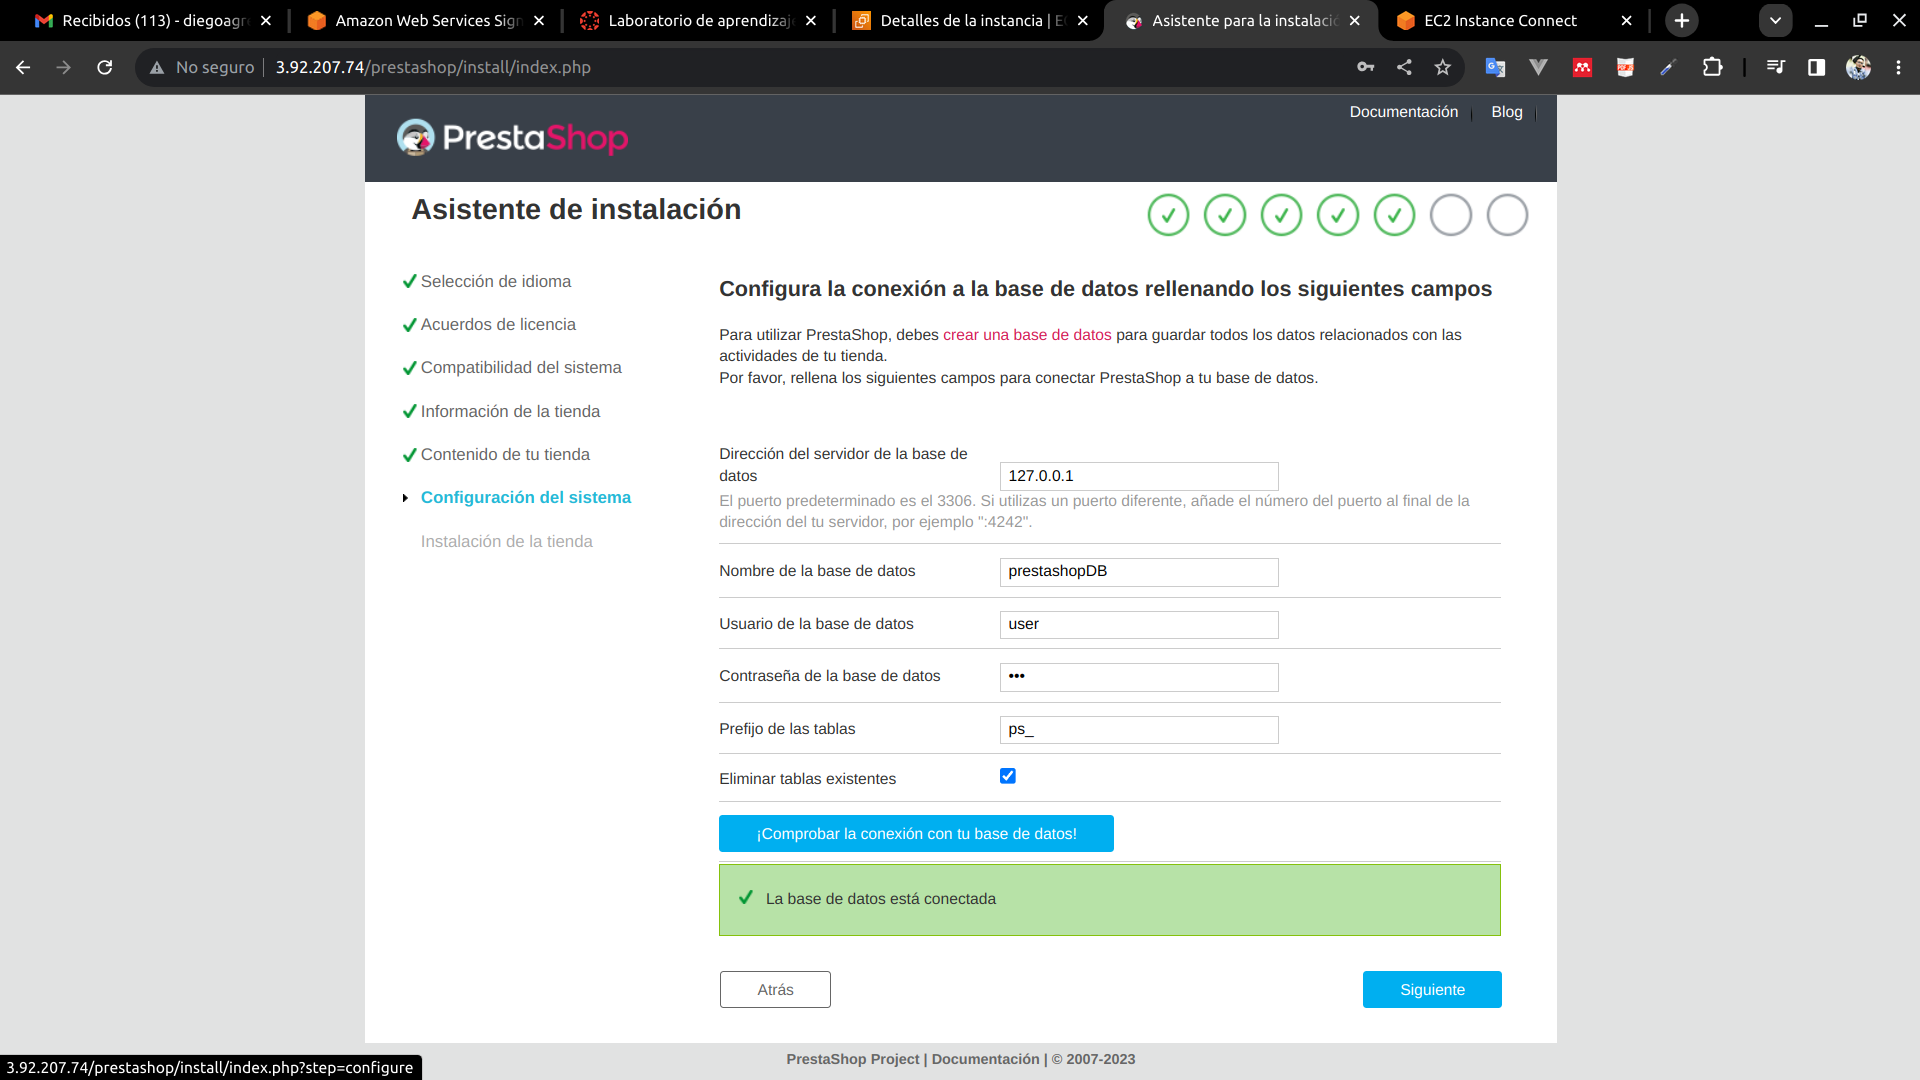 Recibidos (113) - diegoagr
Amazon Web Services Sign
Laboratorio de aprendizaj
Detalles de la instancia | EC
Asistente para la instalació
EC2 Instance Connect
No seguro
3.92.207.74/prestashop/install/index.php
Documentación
Blog
PrestaShop
Asistente de instalación
Selección de idioma
Acuerdos de licencia
Compatibilidad del sistema
Información de la tienda
Contenido de tu tienda
Configuración del sistema
Instalación de la tienda
Configura la conexión a la base de datos rellenando los siguientes campos
Para utilizar PrestaShop, debes crear una base de datos para guardar todos los datos relacionados con las
actividades de tu tienda.
Por favor, rellena los siguientes campos para conectar PrestaShop a tu base de datos.
Dirección del servidor de la base de
datos
127.0.0.1
El puerto predeterminado es el 3306. Si utilizas un puerto diferente, añade el número del puerto al final de la
dirección del tu servidor, por ejemplo ":4242".
Nombre de la base de datos
prestashopDB
Usuario de la base de datos
user
Contraseña de la base de datos
•••
Prefijo de las tablas
ps_
Eliminar tablas existentes
¡Comprobar la conexión con tu base de datos!
La base de datos está conectada
Atrás
Siguiente
PrestaShop Project | Documentación | © 2007-2023
3.92.207.74/prestashop/install/index.php?step=configure